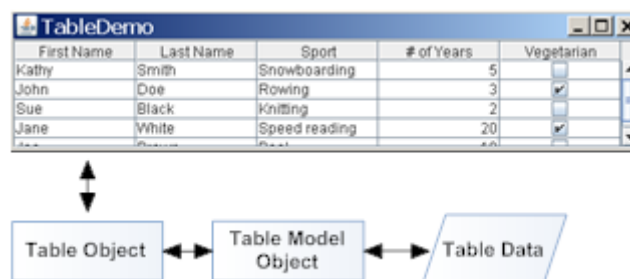 TableDemo
First Name Last Name Sport # of Years Vegetarian
Kathy Smith Snowboarding 5
John Doe Rowing 3
Sue Black Knitting 2
Jane White Speed reading 20
Table Object
Table Model
Object
Table Data